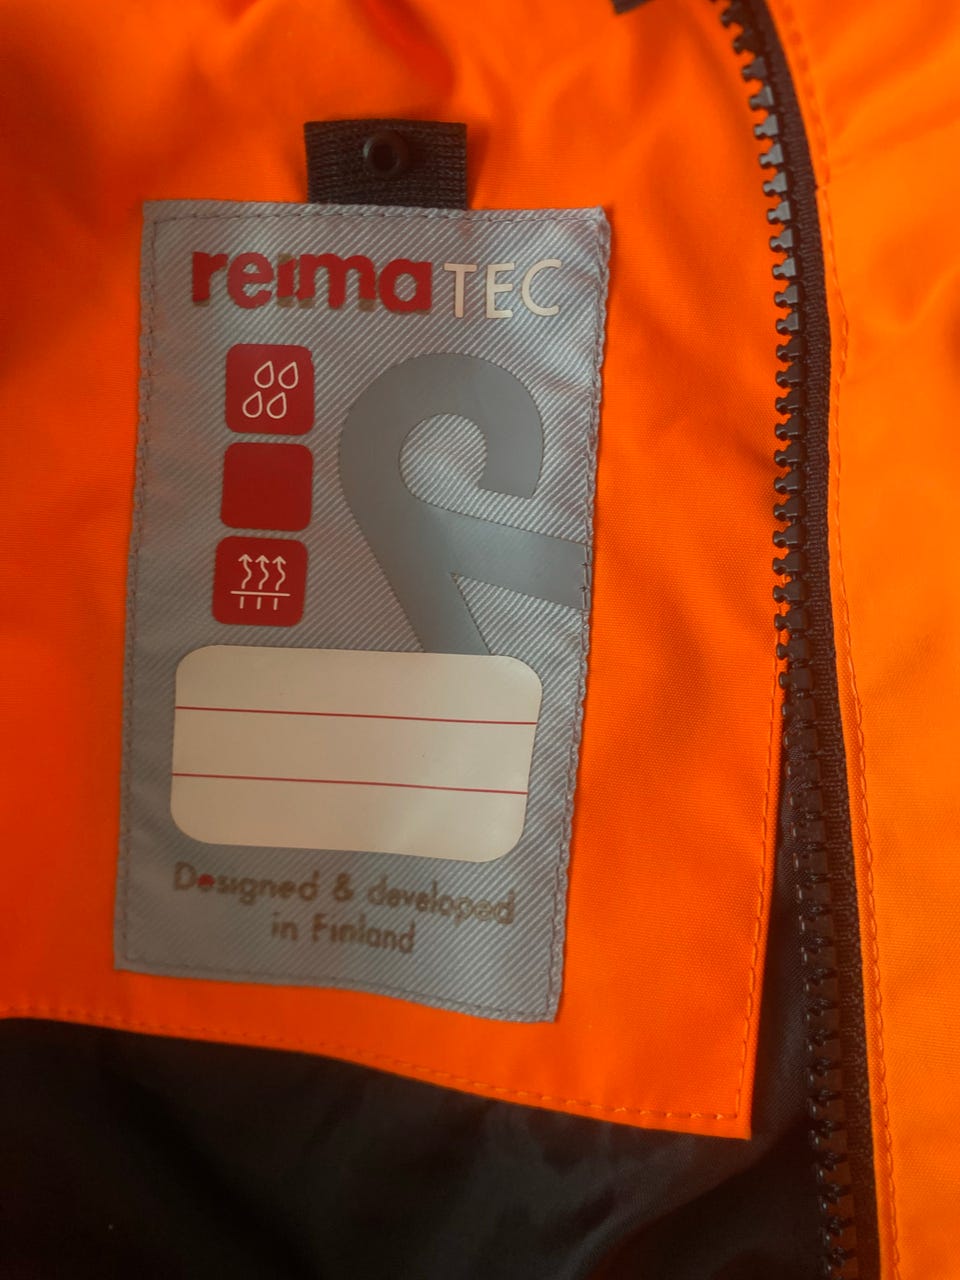 reima TEC
Designed & developed
in Finland